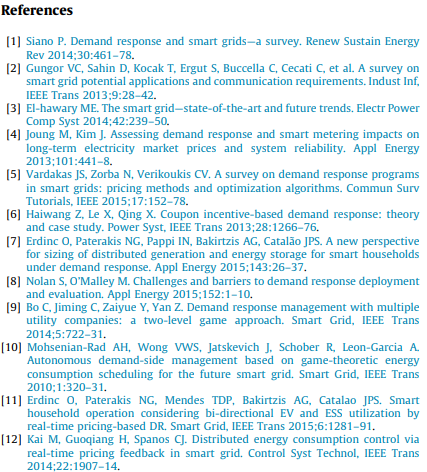 References
[1] Siano P. Demand response and smart grids—a survey. Renew Sustain Energy
Rev 2014;30:461–78.
[2] Gungor VC, Sahin D, Kocak T, Ergut S, Buccella C, Cecati C, et al. A survey on
smart grid potential applications and communication requirements. Indust Inf,
IEEE Trans 2013;9:28–42.
[3] El-hawary ME. The smart grid—state-of-the-art and future trends. Electr Power
Comp Syst 2014;42:239–50.
[4] Joung M, Kim J. Assessing demand response and smart metering impacts on
long-term electricity market prices and system reliability. Appl Energy
2013;101:441–8.
[5] Vardakas JS, Zorba N, Verikoukis CV. A survey on demand response programs
in smart grids: pricing methods and optimization algorithms. Commun Surv
Tutorials, IEEE 2015;17:152–78.
[6] Haiwang Z, Le X, Qing X. Coupon incentive-based demand response: theory
and case study. Power Syst, IEEE Trans 2013;28:1266–76.
[7] Erdinc O, Paterakis NG, Pappi IN, Bakirtzis AG, Catalão JPS. A new perspective
for sizing of distributed generation and energy storage for smart households
under demand response. Appl Energy 2015;143:26–37.
[8] Nolan S, O'Malley M. Challenges and barriers to demand response deployment
and evaluation. Appl Energy 2015;152:1–10.
[9] Bo C, Jiming C, Zaiyue Y, Yan Z. Demand response management with multiple
utility companies: a two-level game approach. Smart Grid, IEEE Trans
2014;5:722–31.
[10] Mohsenian-Rad AH, Wong VWS, Jatskevich J, Schober R, Leon-Garcia A.
Autonomous demand-side management based on game-theoretic energy
consumption scheduling for the future smart grid. Smart Grid, IEEE Trans
2010;1:320–31.
[11] Erdinc O, Paterakis NG, Mendes TDP, Bakirtzis AG, Catalao JPS. Smart
household operation considering bi-directional EV and ESS utilization by
real-time pricing-based DR. Smart Grid, IEEE Trans 2015;6:1281–91.
[12] Kai M, Guoqiang H, Spanos CJ. Distributed energy consumption control via
real-time pricing feedback in smart grid. Control Syst Technol, IEEE Trans
2014;22:1907–14.